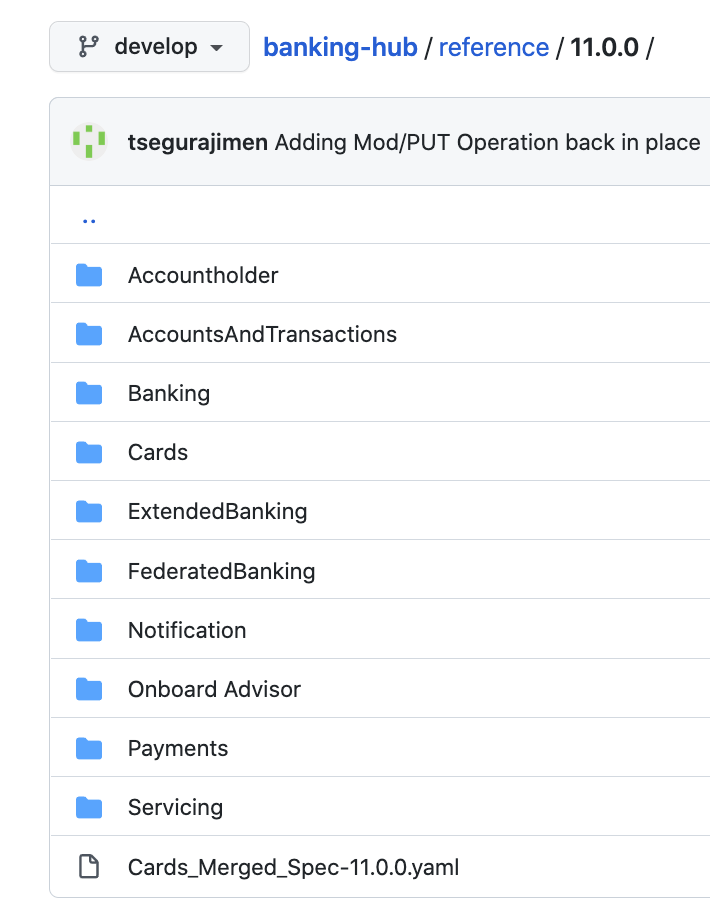 develop banking-hub / reference / 11.0.0 /
tsegurajimen Adding Mod/PUT Operation back in place
..
Accountholder
AccountsAndTransactions
Banking
Cards
ExtendedBanking
FederatedBanking
Notification
Onboard Advisor
Payments
Servicing
Cards_Merged_Spec-11.0.0.yaml